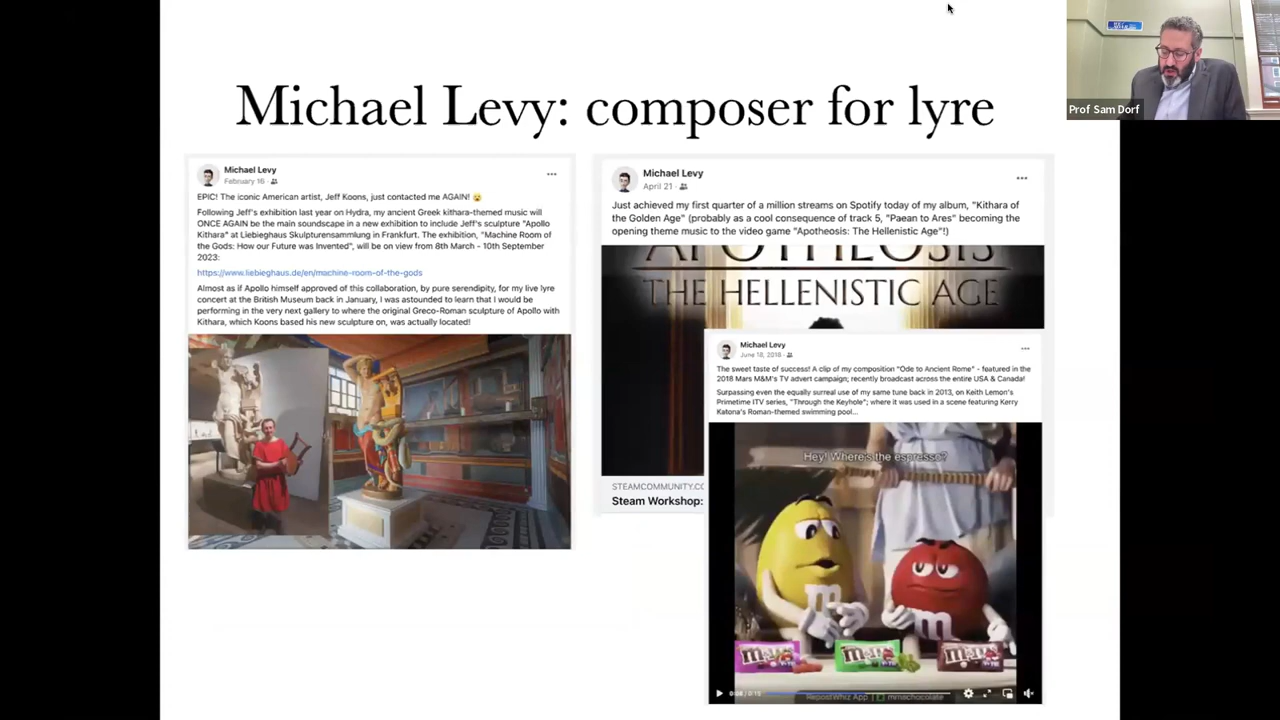 Michael Levy: composer for lyre
Prof Sam Dorf
Michael Levy
February 16
EPIC! The iconic American artist, Jeff Koons, just contacted me AGAIN! 😮
Following Jeff's exhibition last year on Hydra, my ancient Greek kithara-themed music will
ONCE AGAIN be the main soundscape in a new exhibition to include Jeff's sculpture "Apollo
Kithara" at Liebieghaus Skulpturensammlung in Frankfurt. The exhibition, "Machine Room of
the Gods: How our Future was Invented", will be on view from 8th March - 10th September
2023:
https://www.liebieghaus.de/en/machine-room-of-the-gods
Almost as if Apollo himself approved of this collaboration, by pure serendipity, for my live lyre
concert at the British Museum back in January, I was astounded to learn that I would be
performing in the very next gallery to where the original Greco-Roman sculpture of Apollo with
Kithara, which Koons based his new sculpture on, was actually located!
Michael Levy
April 21
Just achieved my first quarter of a million streams on Spotify today of my album, "Kithara of
the Golden Age" (probably as a cool consequence of track 5, "Paean to Ares" becoming the
opening theme music to the video game "Apotheosis: The Hellenistic Age"!)
APOTHEOSIS
THE HELLENISTIC AGE
STEAMCOMMUNITY.CO
Steam Workshop:
Michael Levy
June 18, 2018
The sweet taste of success! A clip of my composition "Ode to Ancient Rome" - featured in the
2018 Mars M&M's TV advert campaign; recently broadcast across the entire USA & Canada!
Surpassing even the equally surreal use of my same tune back in 2013, on Keith Lemon's
Primetime ITV series, "Through the Keyhole"; where it was used in a scene featuring Kerry
Katona's Roman-themed swimming pool...
Hey! Where's the espresso?
m
m
m&m's
m&m's
m&m's
0:08 / 0:15
RepostWhiz App
mmschocolate